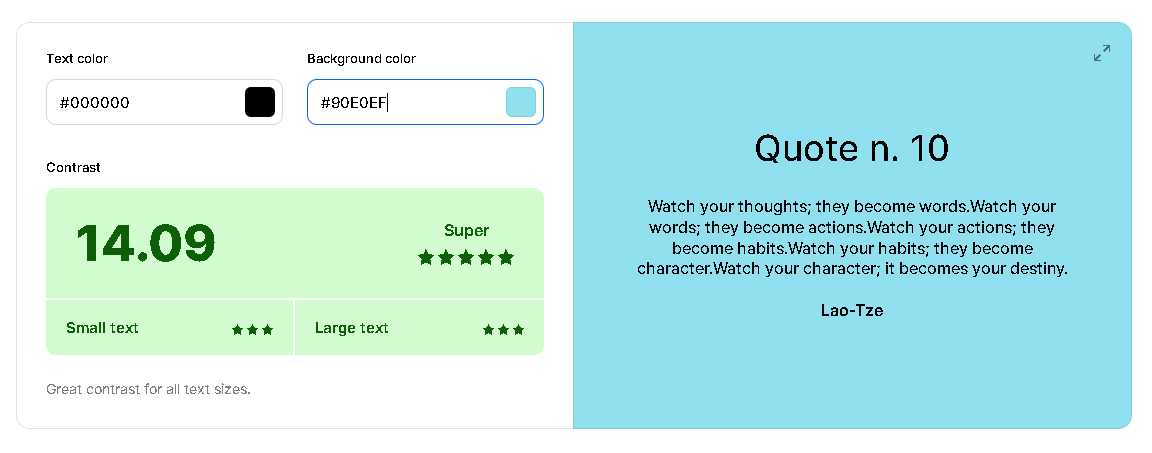 Text color
Background color
#000000
#90E0EF
Contrast
14.09
Super
Small text
Large text
Great contrast for all text sizes.
Quote n. 10
Watch your thoughts; they become words.Watch your
words; they become actions.Watch your actions; they
become habits.Watch your habits; they become
character.Watch your character; it becomes your destiny.
Lao-Tze